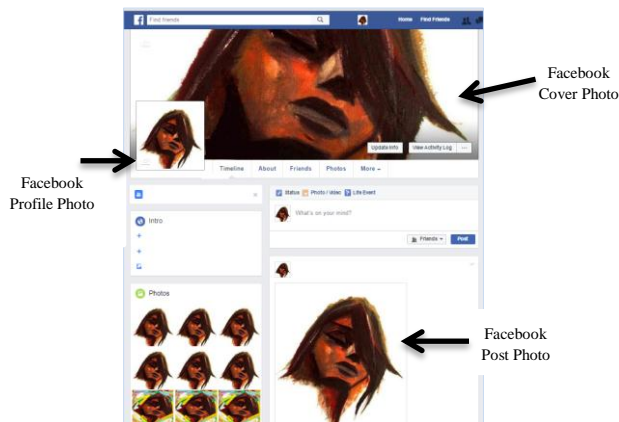 f Find friends
Home Find Friends
Facebook
Cover Photo
Update Info View Activity Log ...
Facebook
Profile Photo
Timeline About Friends Photos More
Status Photo / Video Life Event
What's on your mind?
Intro
Friends Post
Photos
Facebook
Post Photo